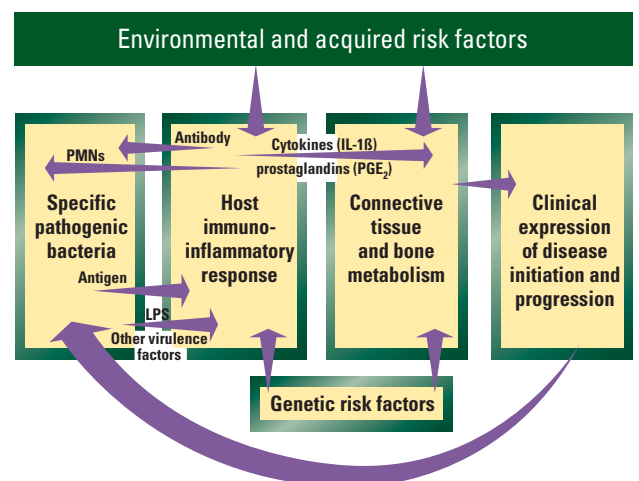 Environmental and acquired risk factors
Antibody
PMNs
Cytokines (IL-1ß)
prostaglandins (PGE₂)
Specific
pathogenic
bacteria
Host
immuno-
inflammatory
response
Connective
tissue
and bone
metabolism
Clinical
expression
of disease
initiation and
progression
Antigen
LPS
Other virulence
factors
Genetic risk factors